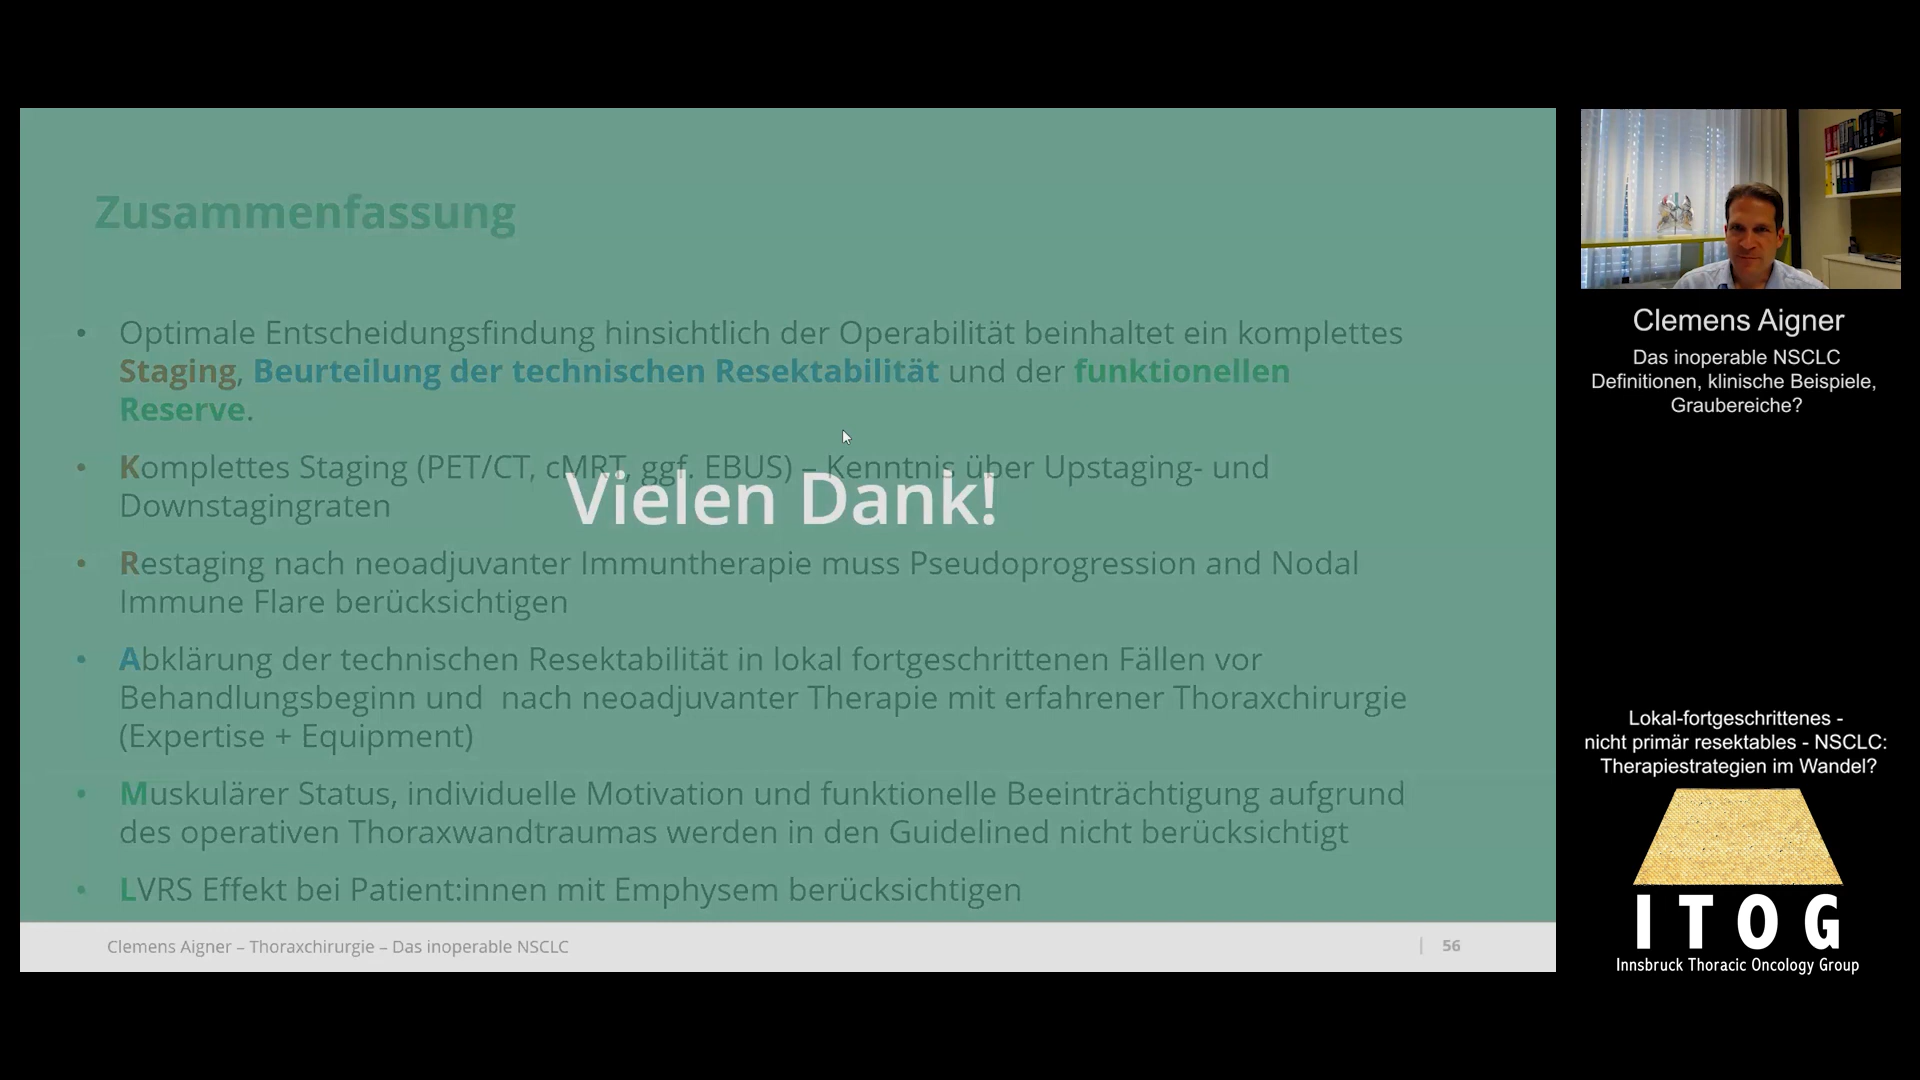 Zusammenfassung
• Optimale Entscheidungsfindung hinsichtlich der Operabilität beinhaltet ein komplettes
Staging, Beurteilung der technischen Resektabilität und der funktionellen
Reserve.
• Komplettes Staging (PET/CT, cMRT, ggf. EBUS) – Kenntnis über Upstaging- und
Downstagingraten
Vielen Dank!
• Restaging nach neoadjuvanter Immuntherapie muss Pseudoprogression and Nodal
Immune Flare berücksichtigen
• Abklärung der technischen Resektabilität in lokal fortgeschrittenen Fällen vor
Behandlungsbeginn und  nach neoadjuvanter Therapie mit erfahrener Thoraxchirurgie
(Expertise + Equipment)
• Muskulärer Status, individuelle Motivation und funktionelle Beeinträchtigung aufgrund
des operativen Thoraxwandtraumas werden in den Guidelined nicht berücksichtigt
• LVRS Effekt bei Patient:innen mit Emphysem berücksichtigen
Clemens Aigner – Thoraxchirurgie – Das inoperable NSCLC
| 56
Clemens Aigner
Das inoperable NSCLC
Definitionen, klinische Beispiele,
Graubereiche?
Lokal-fortgeschrittenes -
nicht primär resektables - NSCLC:
Therapiestrategien im Wandel?
ITOG
Innsbruck Thoracic Oncology Group